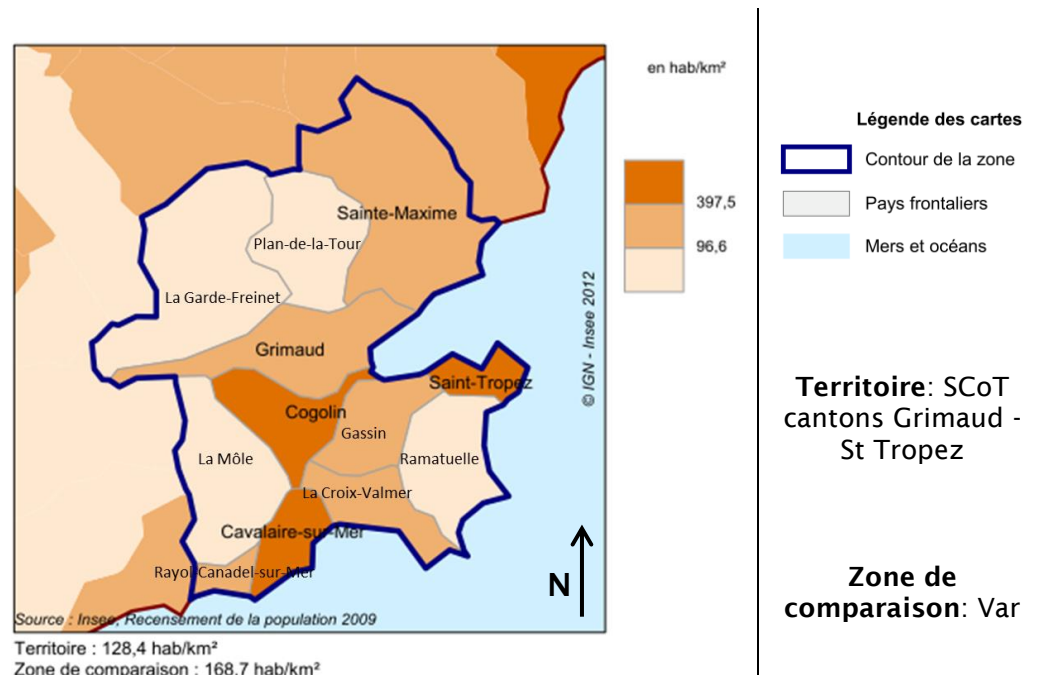 en hab/km²
397,5
96,6
Sainte-Maxime
Plan-de-la-Tour
La Garde-Freinet
Grimaud
Saint-Tropez
Cogolin
Gassin
La Môle
Ramatuelle
La Croix-Valmer
Cavalaire-sur-Mer
Rayol-Canadel-sur-Mer
© IGN - Insee 2012
N
Source : Insee, Recensement de la population 2009
Territoire : 128,4 hab/km²
Zone de comparaison : 168,7 hab/km²
Légende des cartes
Contour de la zone
Pays frontaliers
Mers et océans
Territoire: SCoT
cantons Grimaud -
St Tropez
Zone de
comparaison: Var